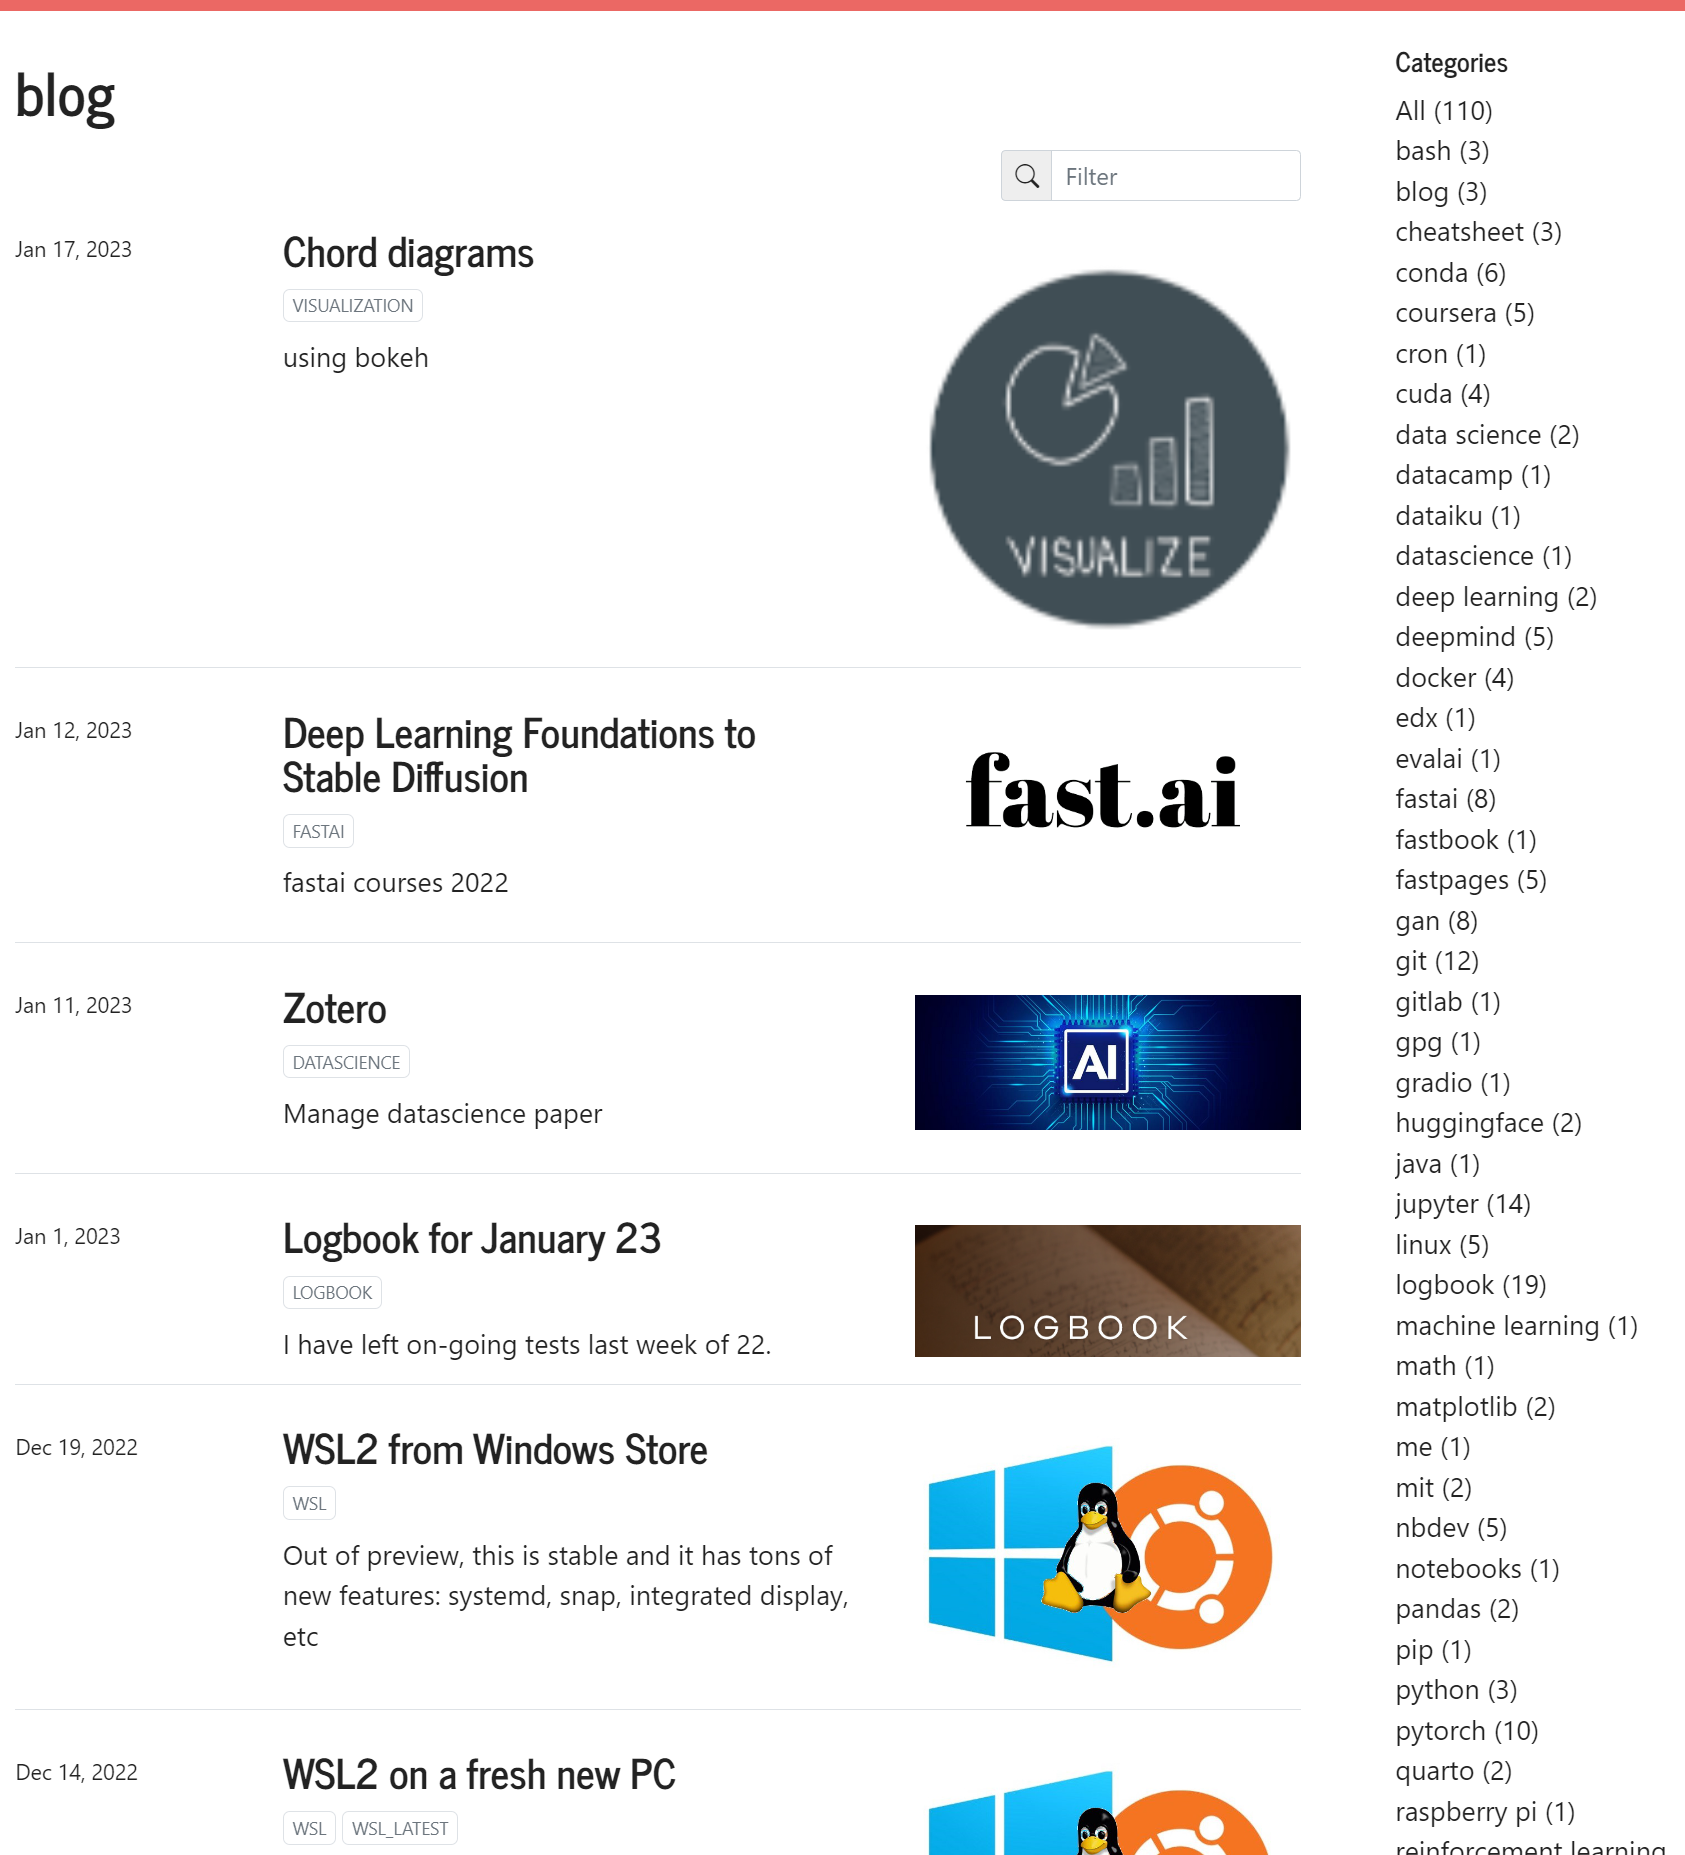 blog
Filter
Jan 17, 2023
Chord diagrams
VISUALIZATION
using bokeh
VISUALIZE
Jan 12, 2023
Deep Learning Foundations to
Stable Diffusion
FASTAI
fastai courses 2022
fast.ai
Jan 11, 2023
Zotero
DATASCIENCE
Manage datascience paper
AI
Jan 1, 2023
Logbook for January 23
LOGBOOK
I have left on-going tests last week of 22.
LOGBOOK
Dec 19, 2022
WSL2 from Windows Store
WSL
Out of preview, this is stable and it has tons of
new features: systemd, snap, integrated display,
etc
Dec 14, 2022
WSL2 on a fresh new PC
WSL WSL_LATEST
Categories
All (110)
bash (3)
blog (3)
cheatsheet (3)
conda (6)
coursera (5)
cron (1)
cuda (4)
data science (2)
datacamp (1)
dataiku (1)
datascience (1)
deep learning (2)
deepmind (5)
docker (4)
edx (1)
evalai (1)
fastai (8)
fastbook (1)
fastpages (5)
gan (8)
git (12)
gitlab (1)
gpg (1)
gradio (1)
huggingface (2)
java (1)
jupyter (14)
linux (5)
logbook (19)
machine learning (1)
math (1)
matplotlib (2)
me (1)
mit (2)
nbdev (5)
notebooks (1)
pandas (2)
pip (1)
python (3)
pytorch (10)
quarto (2)
raspberry pi (1)
reinforcement learning